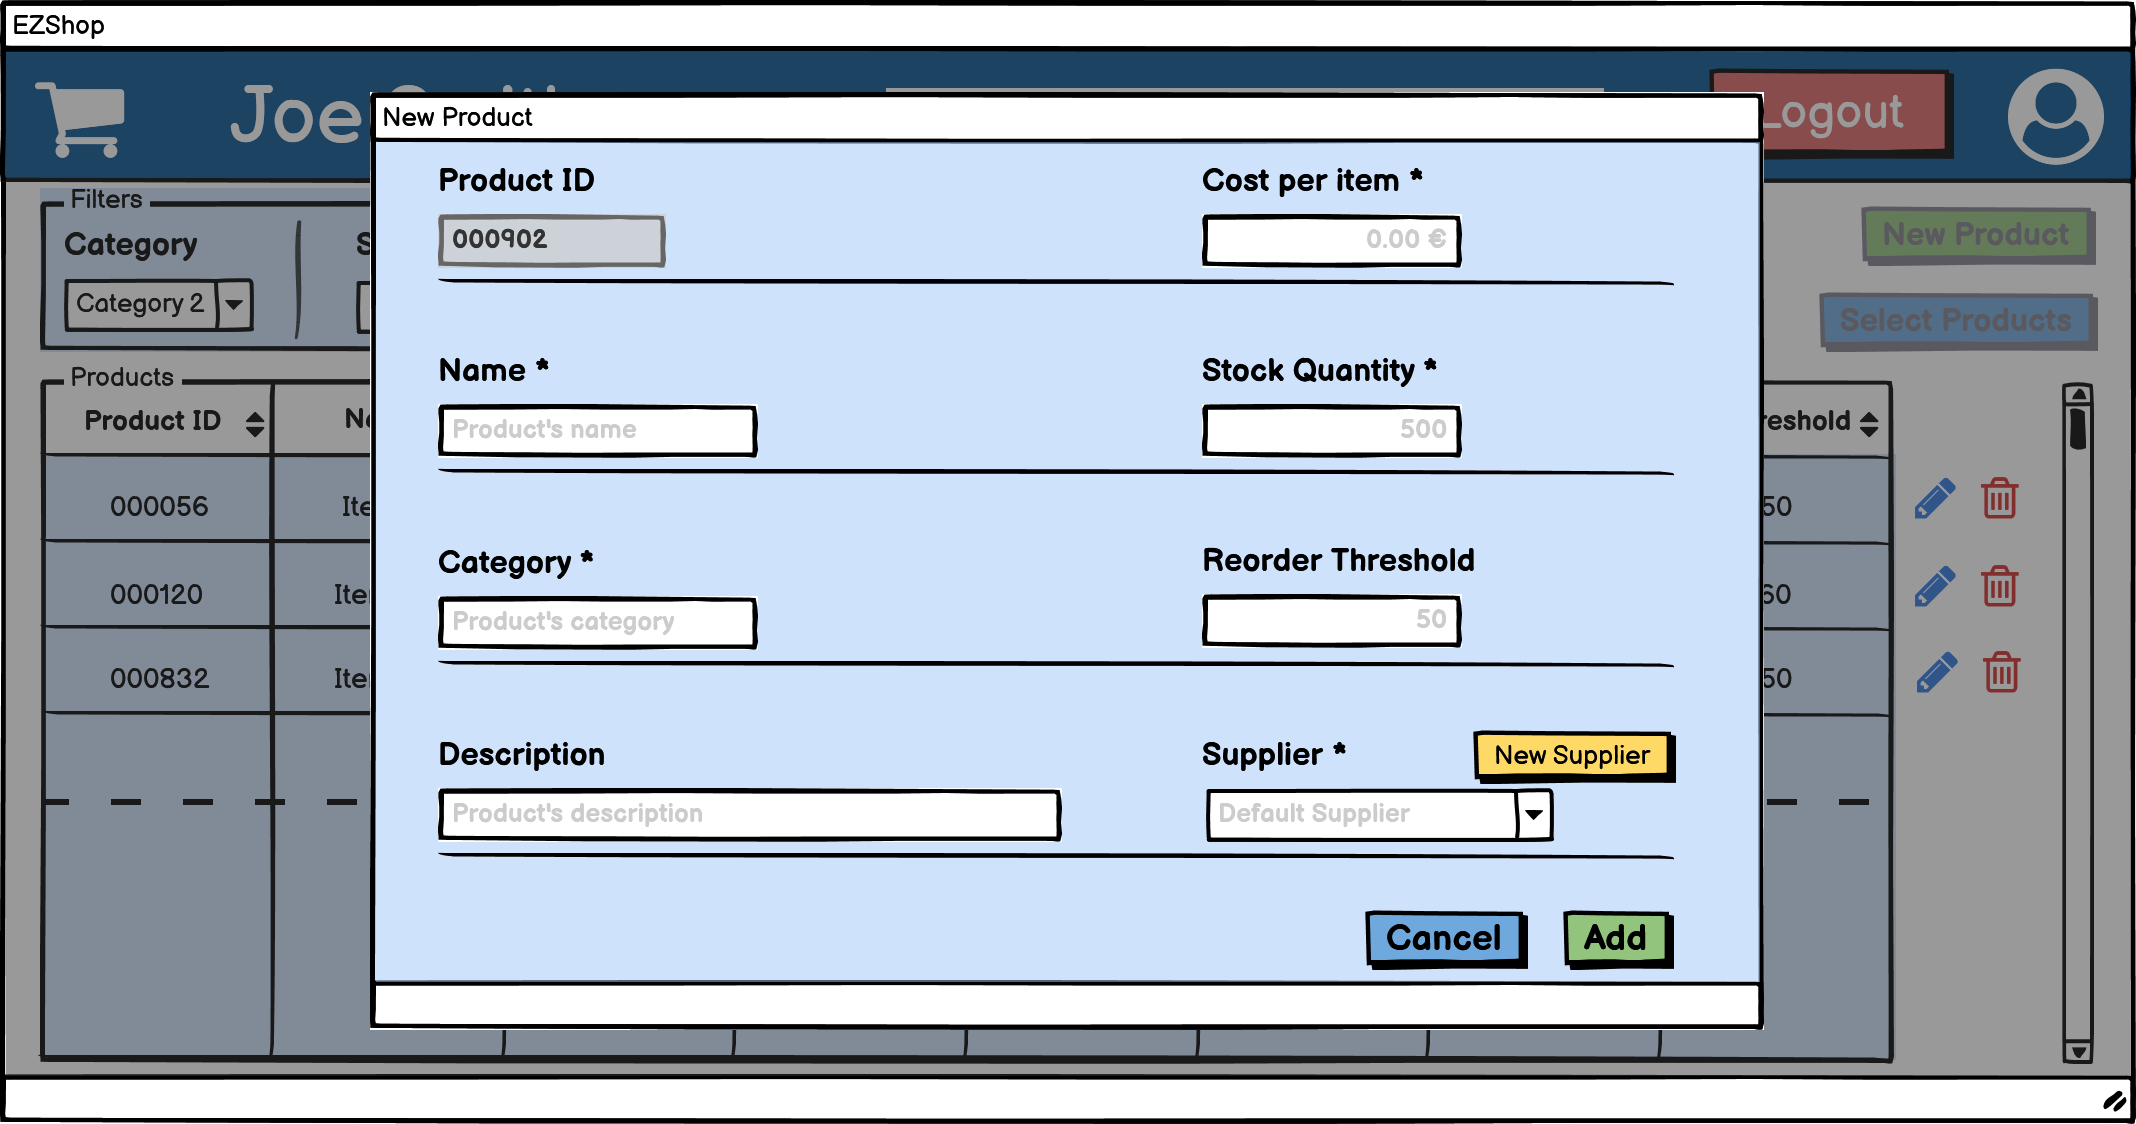 EZShop
Joe
Logout
New Product
Filters
Category
Category 2
New Product
Select Products
Product ID
000902
Cost per item *
0.00 €
Name *
Product's name
Stock Quantity *
500
Category *
Product's category
Reorder Threshold
50
Description
Product's description
Supplier *
New Supplier
Default Supplier
Cancel
Add
Products
Product ID
reshold
000056
Ite
50
000120
Ite
60
000832
Ite
50